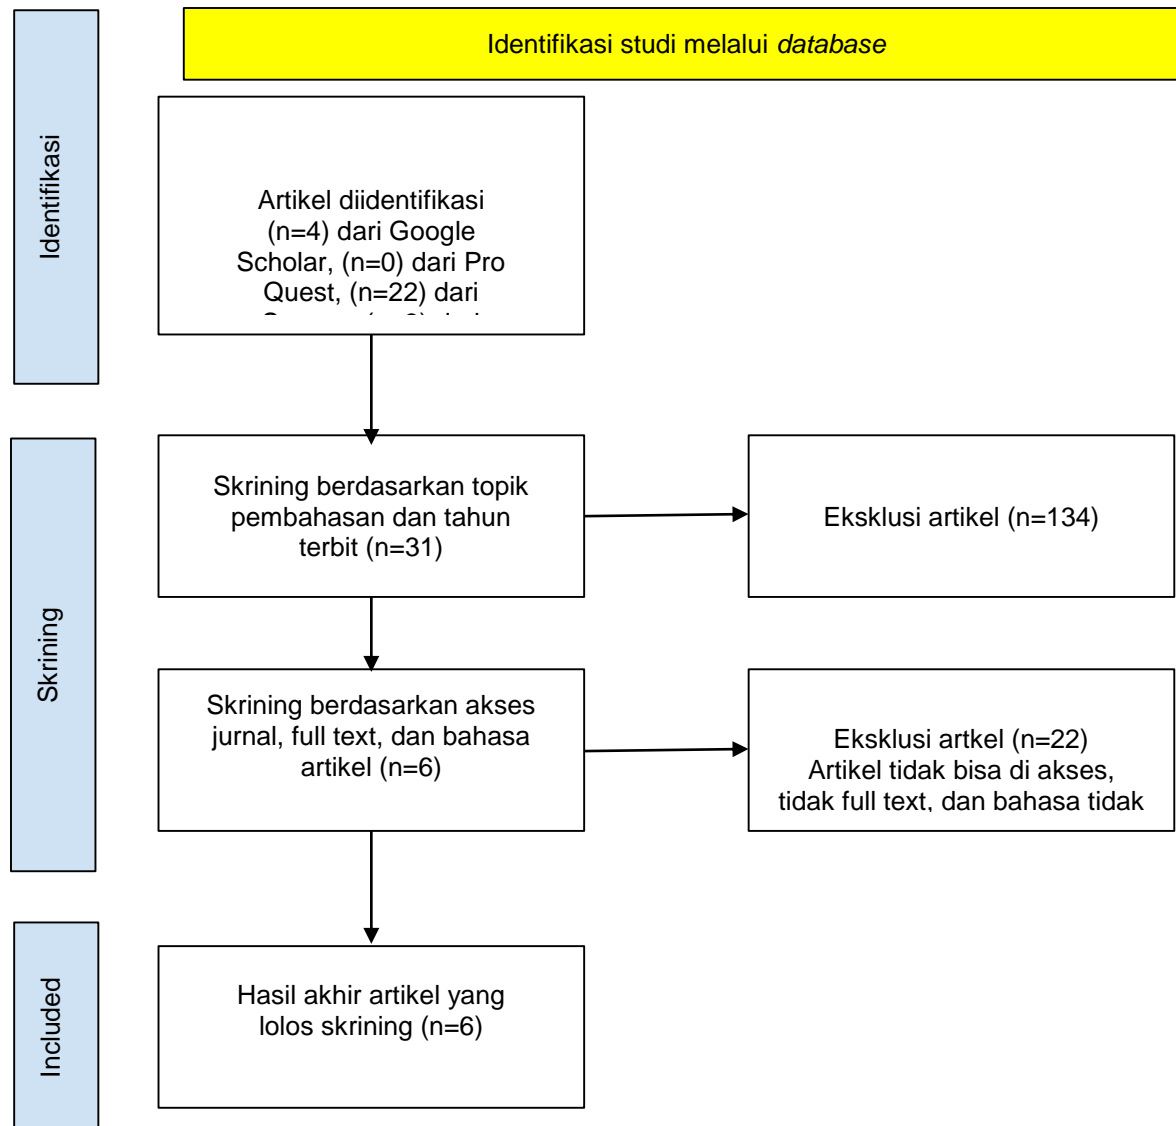 Identifikasi studi melalui database
Identifikasi
Artikel diidentifikasi
(n=4) dari Google
Scholar, (n=0) dari Pro
Quest, (n=22) dari
Skrining
Skrining berdasarkan topik
pembahasan dan tahun
terbit (n=31)
Eksklusi artikel (n=134)
Skrining berdasarkan akses
jurnal, full text, dan bahasa
artikel (n=6)
Eksklusi artkel (n=22)
Artikel tidak bisa di akses,
tidak full text, dan bahasa tidak
Included
Hasil akhir artikel yang
lolos skrining (n=6)